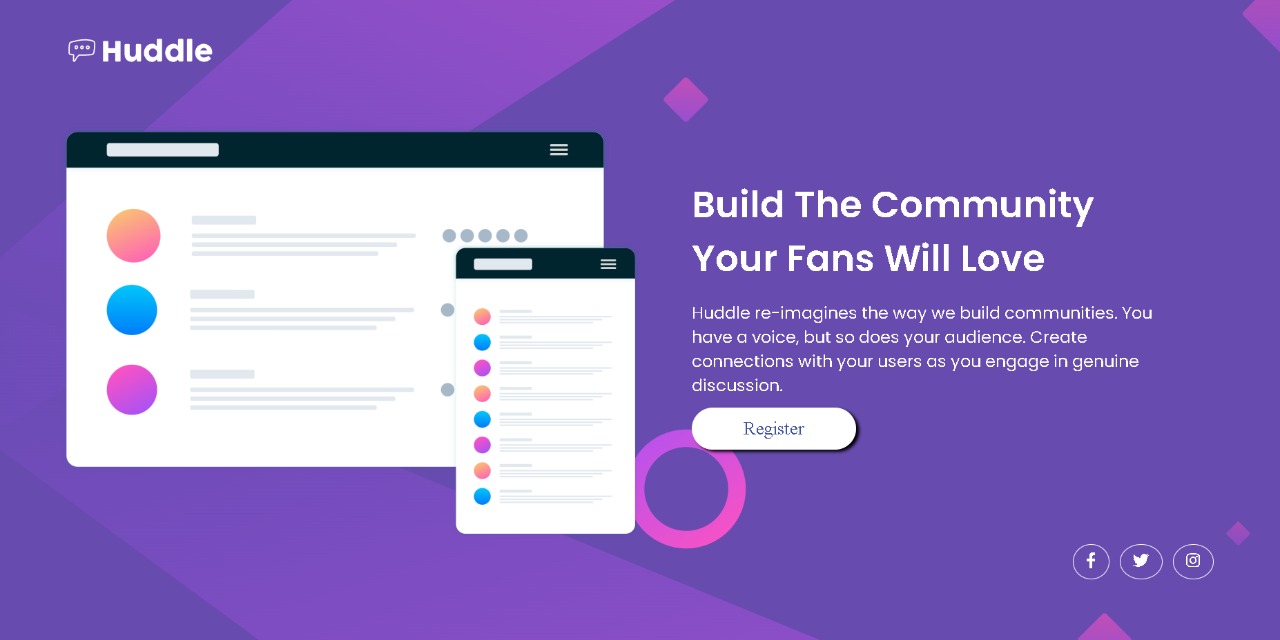 Huddle
Build The Community
Your Fans Will Love
Huddle re-imagines the way we build communities. You
have a voice, but so does your audience. Create
connections with your users as you engage in genuine
discussion.
Register